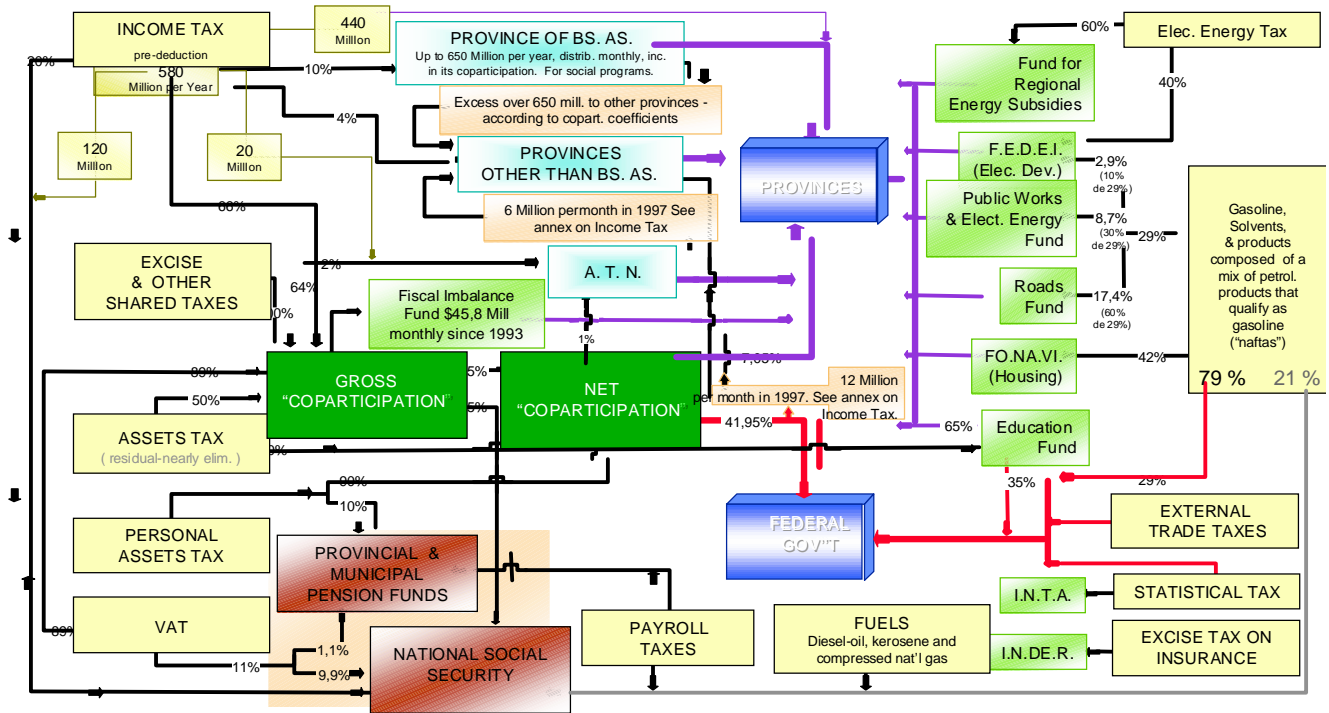 INCOME TAX
pre-deduction
440
Million
580
Million per Year
120
Million
20
Million
10%
4%
66%
2%
64%
PROVINCE OF BS. AS.
Up to 650 Million per year, distrib. monthly, inc.
in its coparticipation. For social programs.
Excess over 650 mill. to other provinces -
according to copart. coefficients
PROVINCES
OTHER THAN BS. AS.
6 Million permonth in 1997 See
annex on Income Tax
A. T. N.
PROVINCES
60%
Elec. Energy Tax
40%
Fund for
Regional
Energy Subsidies
F.E.D.E.I.
(Elec. Dev.)
2,9%
(10%
de 29%)
Public Works
& Elect. Energy
Fund
8,7%
(30%
de 29%)
29%
Roads
Fund
17,4%
(60%
de 29%)
FO.NA.VI.
(Housing)
42%
Gasoline,
Solvents,
& products
composed of a
mix of petrol.
products that
qualify as
gasoline
("naftas")
79 %
21 %
EXCISE
& OTHER
SHARED TAXES
Fiscal Imbalance
Fund $45,8 Mill
monthly since 1993
1%
GROSS
"COPARTICIPATION"
NET
"COPARTICIPATION"
12 Million
per month in 1997. See annex on
Income Tax.
41,95%
65%
Education
Fund
35%
29%
89%
50%
ASSETS TAX
( residual-nearly elim. )
10%
PERSONAL
ASSETS TAX
PROVINCIAL &
MUNICIPAL
PENSION FUNDS
FEDERAL
GOV"T
EXTERNAL
TRADE TAXES
STATISTICAL TAX
I.N.T.A.
EXCISE TAX ON
INSURANCE
I.N.DE.R.
VAT
89%
11%
1,1%
9,9%
NATIONAL SOCIAL
SECURITY
PAYROLL
TAXES
FUELS
Diesel-oil, kerosene and
compressed nat'l gas